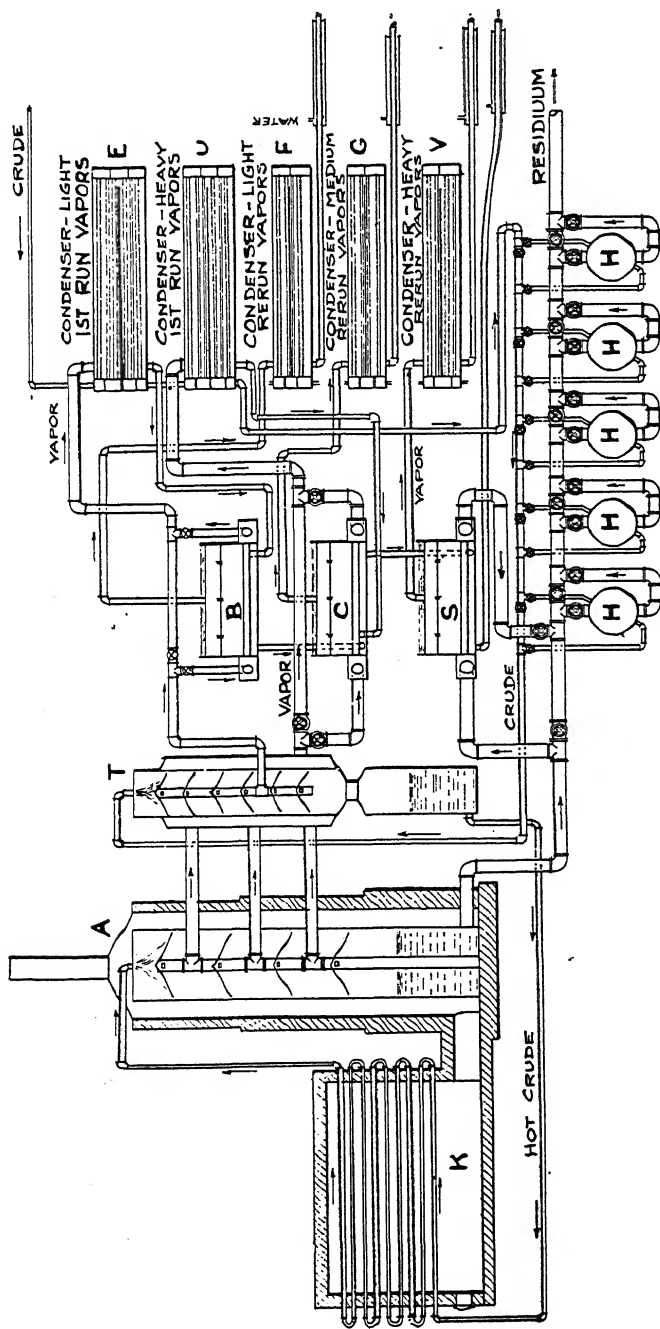 CRUDE
CONDENSER-LIGHT
1ST RUN VAPORS
E
CONDENSER-HEAVY
1ST RUN VAPORS
U
CONDENSER-LIGHT
RERUN VAPORS
F
WATER
CONDENSER-MEDIUM
RERUN VAPORS
G
CONDENSER-HEAVY
RERUN VAPORS
V
VAPOR
B
C
S
VAPOR
VAPOR
T
A
CRUDE
RESIDIUUM
H
H
H
H
H
K
HOT CRUDE